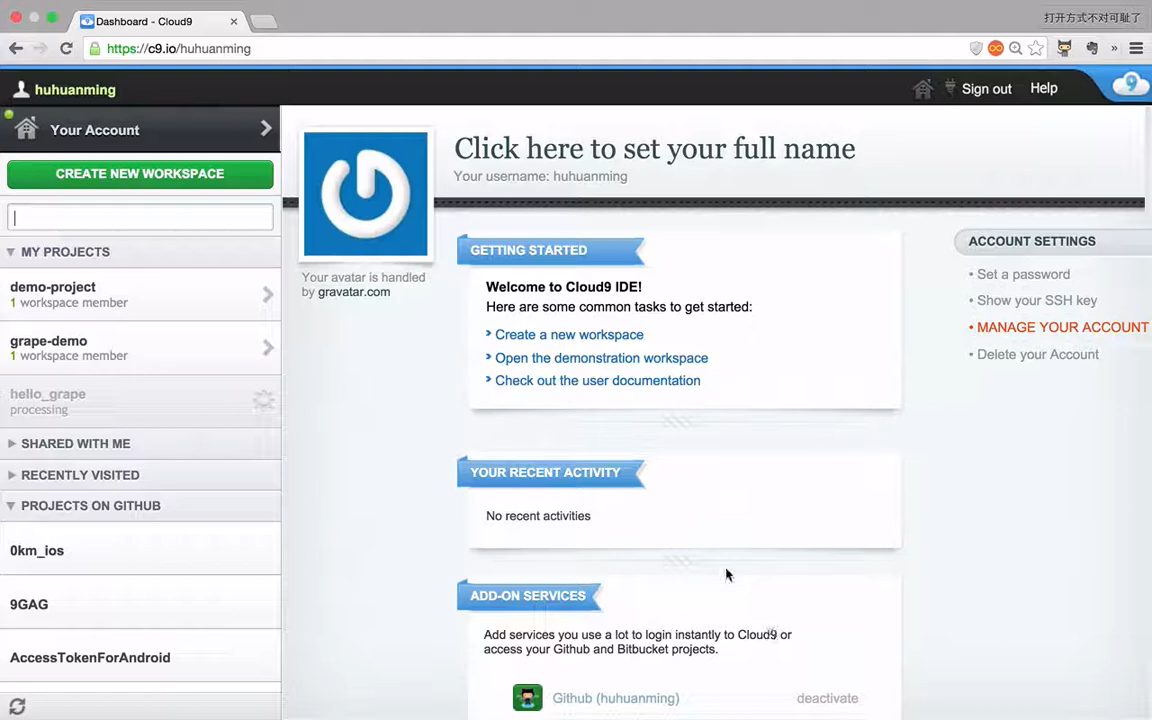 Dashboard - Cloud9
打开方式不对可耻了
https://c9.io/huhuanming
huhuanming
Sign out
Help
9
Your Account
CREATE NEW WORKSPACE
MY PROJECTS
demo-project
1 workspace member
grape-demo
1 workspace member
hello_grape
processing
SHARED WITH ME
RECENTLY VISITED
PROJECTS ON GITHUB
0km_ios
9GAG
AccessTokenForAndroid
Click here to set your full name
Your username: huhuanming
Your avatar is handled
by gravatar.com
GETTING STARTED
Welcome to Cloud9 IDE!
Here are some common tasks to get started:
Create a new workspace
Open the demonstration workspace
Check out the user documentation
YOUR RECENT ACTIVITY
No recent activities
ADD-ON SERVICES
Add services you use a lot to login instantly to Cloud9 or
access your Github and Bitbucket projects.
Github (huhuanming)
deactivate
ACCOUNT SETTINGS
• Set a password
• Show your SSH key
• MANAGE YOUR ACCOUNT
• Delete your Account